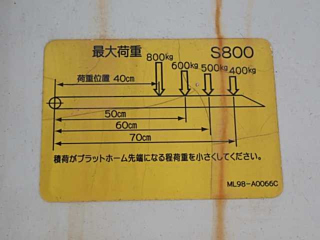 最大荷重 S800
800kg
600kg 500kg 400kg
荷重位置 40cm
50cm
60cm
70cm
積荷がプラットホーム先端になる程荷重を小さくしてください。
ML98-A0066C